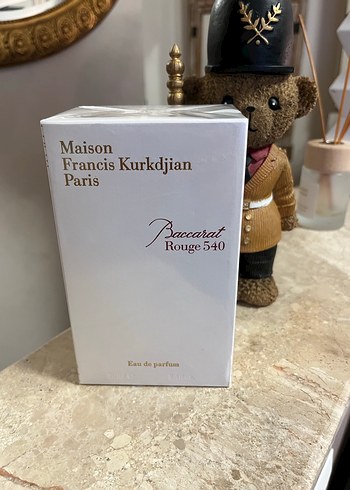 Maison
Francis Kurkdjian
Paris
Baccarat
Rouge 540
Eau de parfum